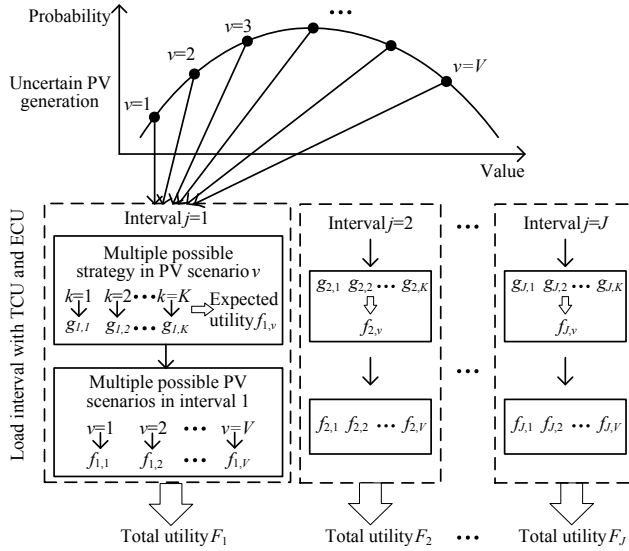 Probability
Uncertain PV
generation
v=1
v=2
v=3
•••
v=V
Value
Load interval with TCU and ECU
Interval j=1
Multiple possible
strategy in PV scenario v
k=1 k=2 ••• k=K
g1,1 g1,2 ••• g1,K
Expected
utility f1,v
Multiple possible PV
scenarios in interval 1
v=1 v=2 ••• v=V
f1,1 f1,2 ••• f1,V
Total utility F1
Interval j=2
g2,1 g2,2 ••• g2,K
f2,v
f2,1 f2,2 ••• f2,V
Total utility F2
•••
•••
•••
Interval j=J
gJ,1 gJ,2 ••• gJ,K
fJ,v
fJ,1 fJ,2 ••• fJ,V
Total utility FJ